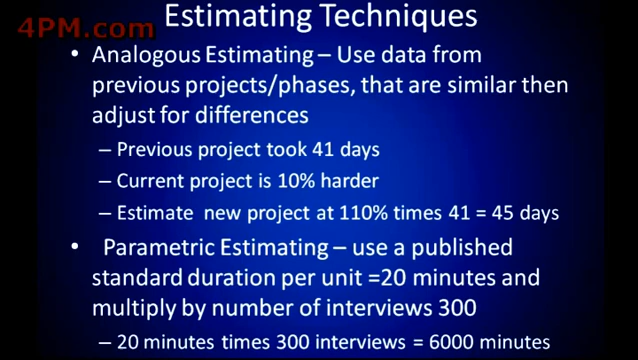 4PM.com
Estimating Techniques
• Analogous Estimating – Use data from
previous projects/phases, that are similar then
adjust for differences
– Previous project took 41 days
– Current project is 10% harder
– Estimate new project at 110% times 41 = 45 days
• Parametric Estimating – use a published
standard duration per unit =20 minutes and
multiply by number of interviews 300
– 20 minutes times 300 interviews = 6000 minutes